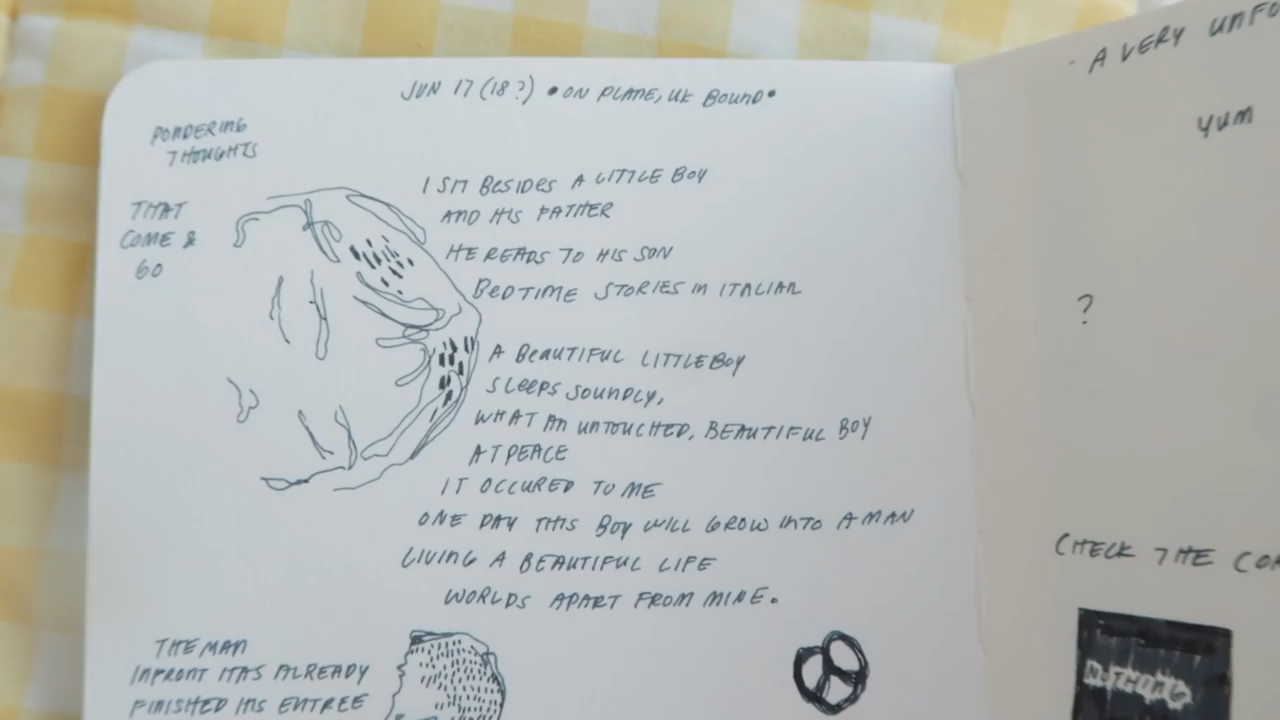 JUN 17 (18?) • ON PLANE, UK BOUND •
PONDERING
THOUGHTS
THAT
COME &
GO
I SIT BESIDES A LITTLE BOY
AND HIS FATHER
HE READS TO HIS SON
BEDTIME STORIES IN ITALIAN
A BEAUTIFUL LITTLE BOY
SLEEPS SOUNDLY,
WHAT AN UNTOUCHED, BEAUTIFUL BOY
AT PEACE
IT OCCURED TO ME
ONE DAY THIS BOY WILL GROW INTO A MAN
LIVING A BEAUTIFUL LIFE
WORLDS APART FROM MINE.
THE MAN
INFRONT HAS ALREADY
FINISHED HIS ENTREE
A VERY UNFO
YUM
?
CHECK THE
NOTHING